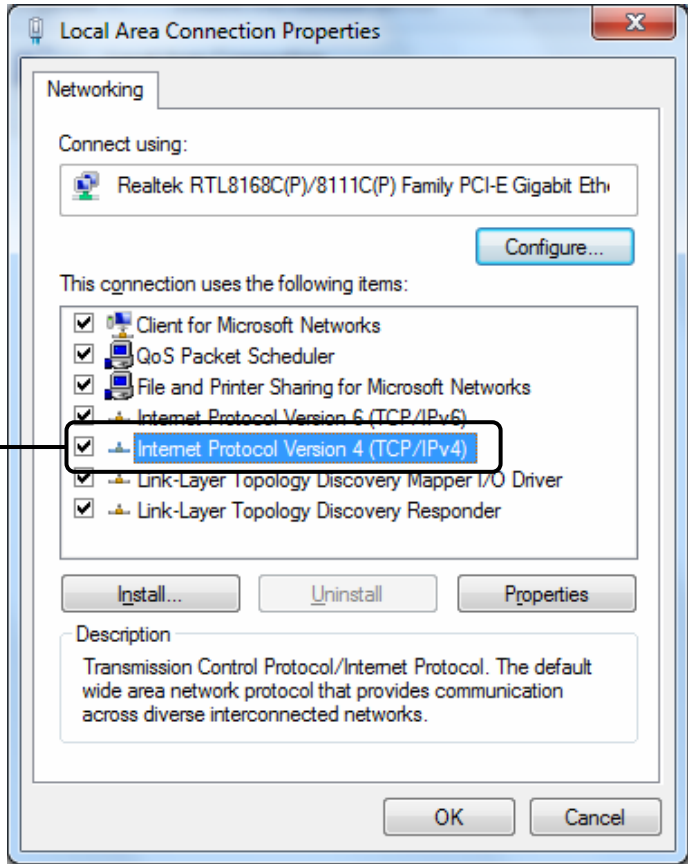 Local Area Connection Properties
Networking
Connect using:
Realtek RTL8168C(P)/8111C(P) Family PCI-E Gigabit Ethe
Configure...
This connection uses the following items:
Client for Microsoft Networks
QoS Packet Scheduler
File and Printer Sharing for Microsoft Networks
Internet Protocol Version 6 (TCP/IPv6)
Internet Protocol Version 4 (TCP/IPv4)
Link-Layer Topology Discovery Mapper I/O Driver
Link-Layer Topology Discovery Responder
Install... Uninstall Properties
Description
Transmission Control Protocol/Internet Protocol. The default
wide area network protocol that provides communication
across diverse interconnected networks.
OK Cancel